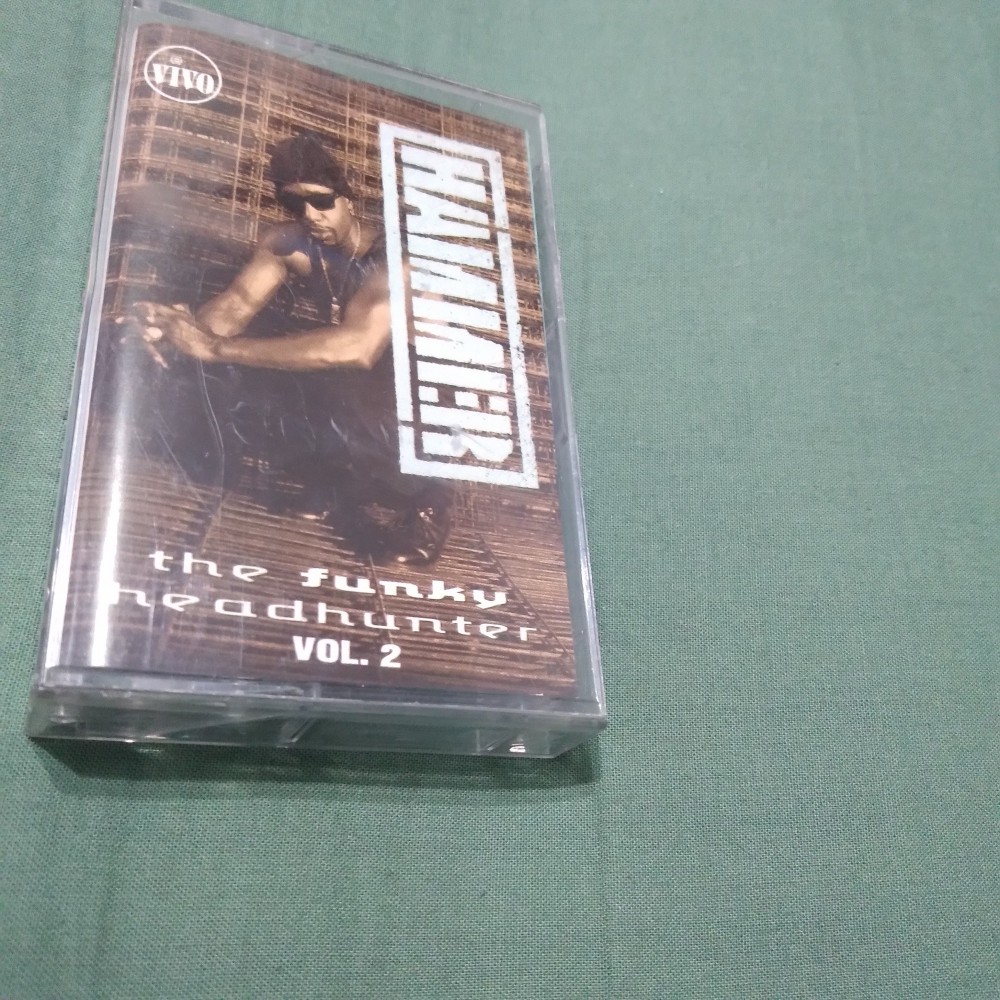 VIVO
HAMMER
the funky
headhunter
VOL. 2